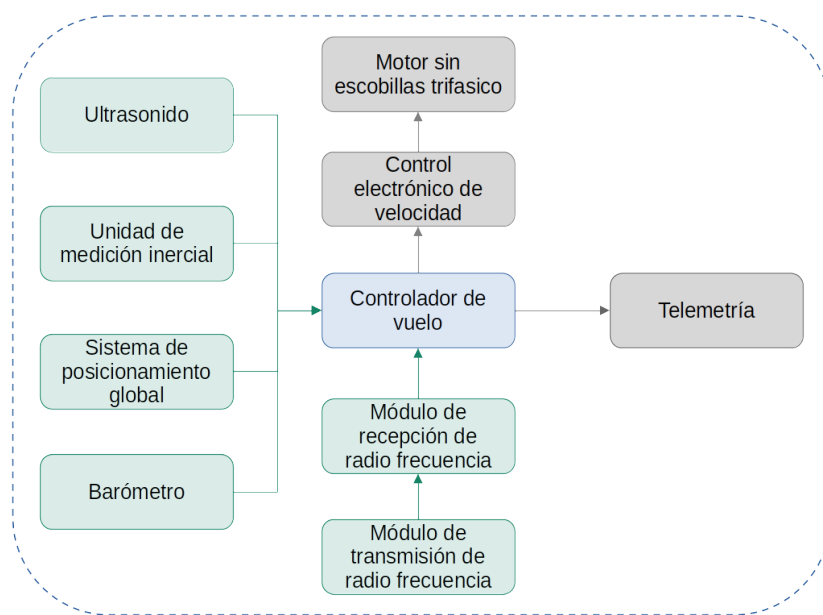 Motor sin
escobillas trifasico
Ultrasonido
Control
electrónico de
velocidad
Unidad de
medición inercial
Controlador de
vuelo
Telemetría
Sistema de
posicionamiento
global
Módulo de
recepción de
radio frecuencia
Barómetro
Módulo de
transmisión de
radio frecuencia